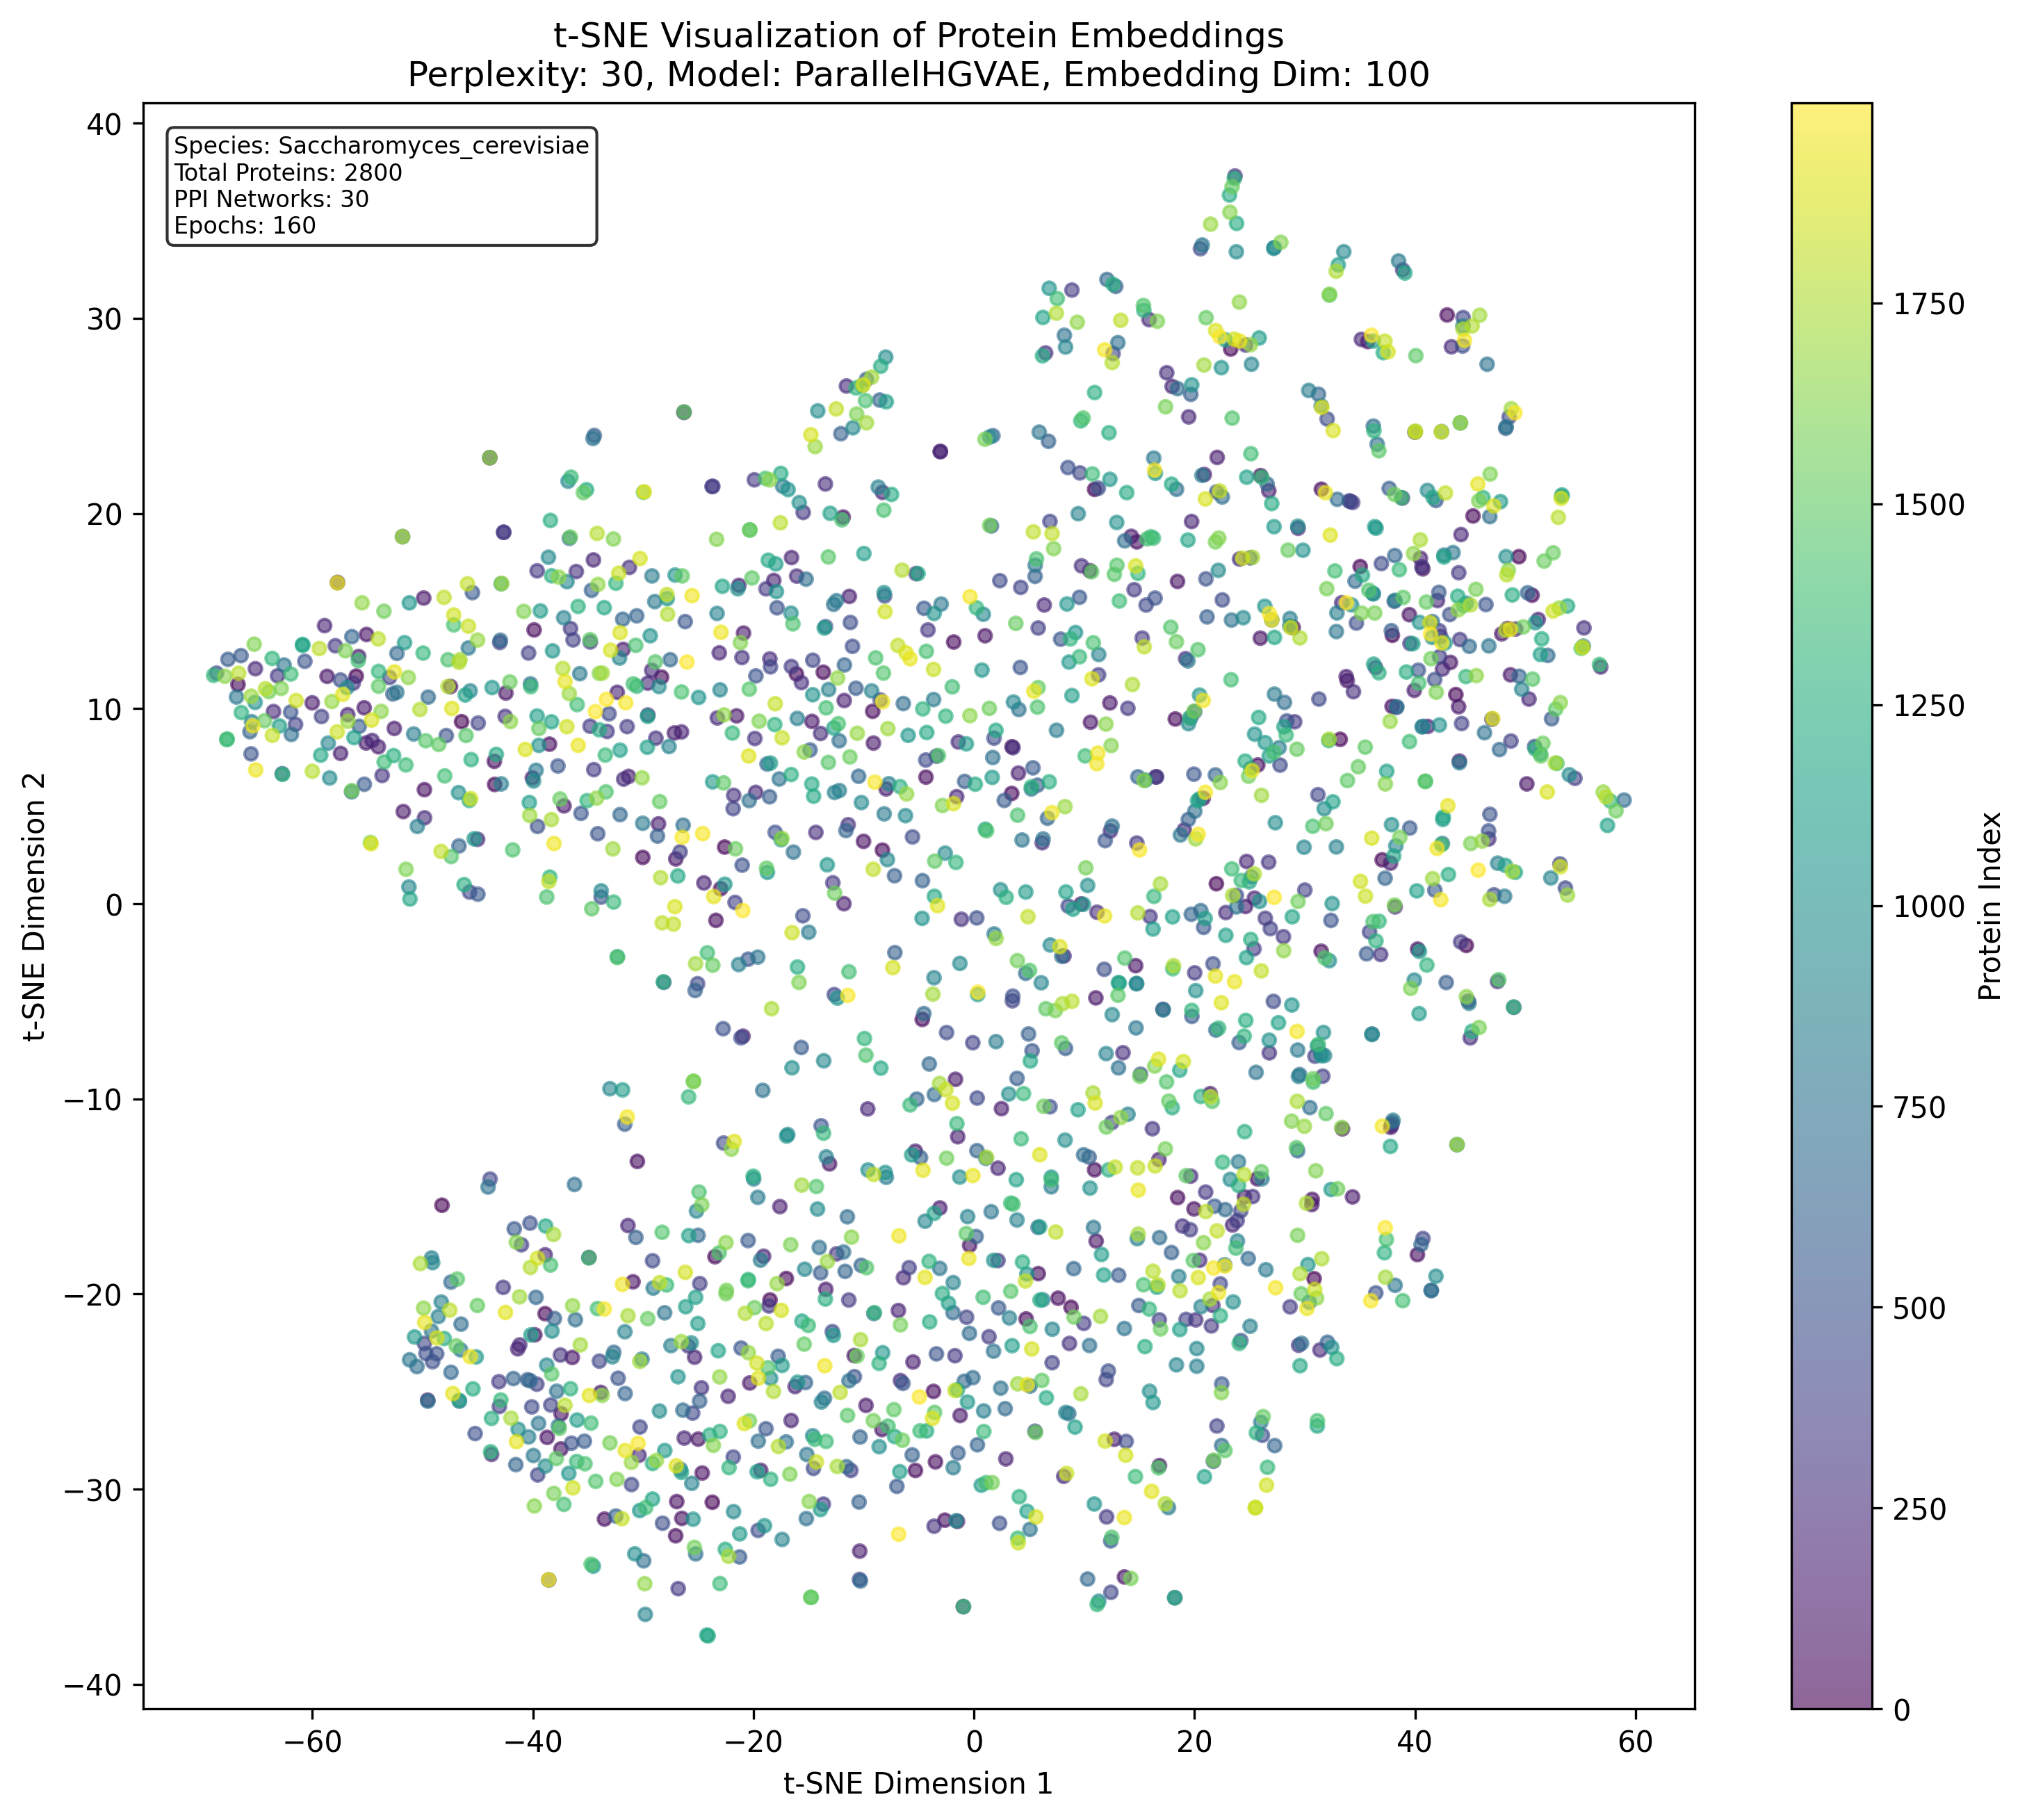 t-SNE Visualization of Protein Embeddings
Perplexity: 30, Model: ParallelHGVAE, Embedding Dim: 100
Species: Saccharomyces_cerevisiae
Total Proteins: 2800
PPI Networks: 30
Epochs: 160
t-SNE Dimension 2
40
30
20
10
0
−10
−20
−30
−40
−60
−40
−20
0
20
40
60
t-SNE Dimension 1
1750
1500
1250
1000
750
500
250
0
Protein Index